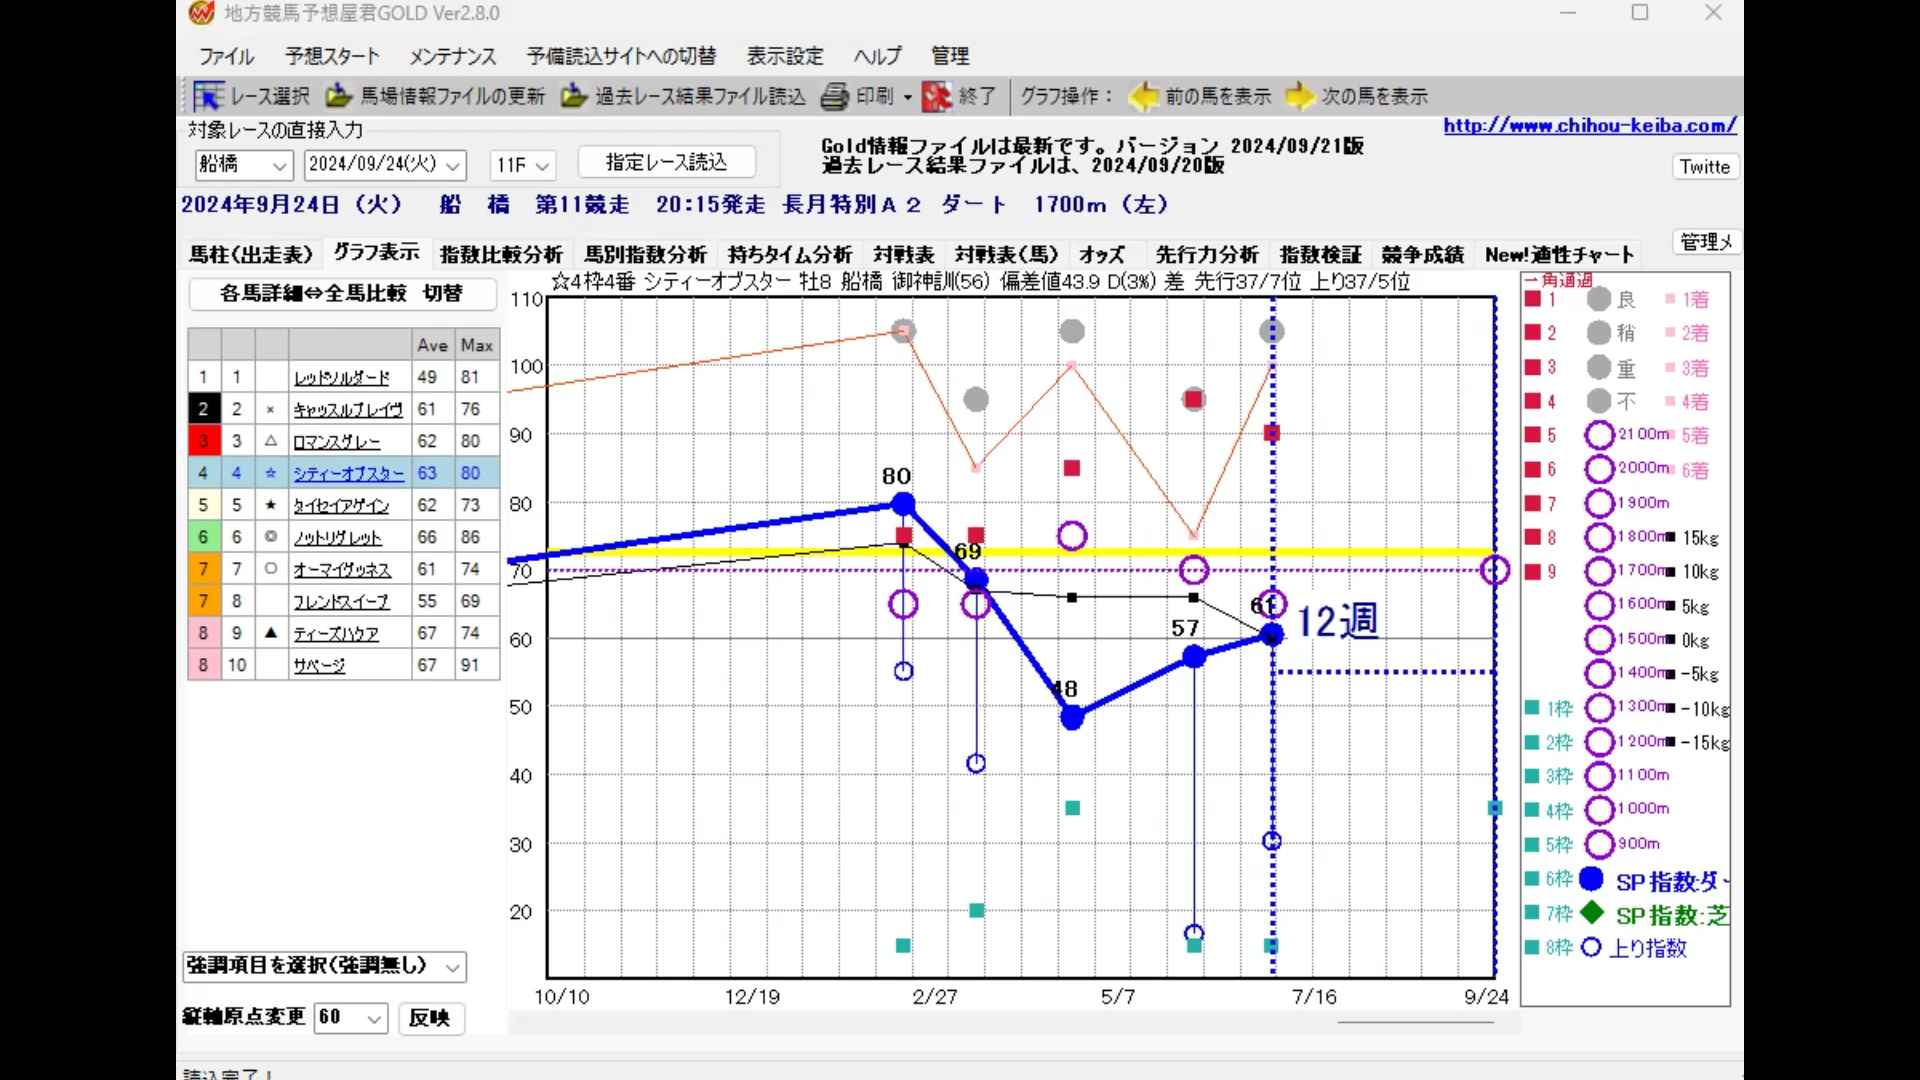 地方競馬予想屋君GOLD Ver2.8.0
ファイル 予想スタート メンテナンス 予備読込サイトへの切替 表示設定 ヘルプ 管理
レース選択 馬場情報ファイルの更新 過去レース結果ファイル読込 印刷 終了 グラフ操作： 前の馬を表示 次の馬を表示
対象レースの直接入力
http://www.chihou-keiba.com/
船橋 2024/09/24(火) 11F 指定レース読込
Gold情報ファイルは最新です。バージョン 2024/09/21版
過去レース結果ファイルは、2024/09/20版
Twitte
2024年9月24日（火） 船 橋 第11競走 20:15発走 長月特別Ａ２ ダート 1700m（左）
馬柱(出走表) グラフ表示 指数比較分析 馬別指数分析 持ちタイム分析 対戦表 対戦表(馬) オッズ 先行力分析 指数検証 競争成績 New!適性チャート
管理メ
各馬詳細⇔全馬比較 切替
☆4枠4番 シティーオブスター 牡8 船橋 御神訓(56) 偏差値43.9 D(3%) 差 先行37/7位 上り37/5位
Ave Max
1 1 レッドソルダード 49 81
2 2 × キャッスルブレイヴ 61 76
3 3 △ ロマンスグレー 62 80
4 4 ☆ シティーオブスター 63 80
5 5 ★ タイセイアゲイン 62 73
6 6 ◎ ノットリグレット 66 86
7 7 ○ オーマイグッネス 61 74
7 8 フレンドスイープ 55 69
8 9 ▲ ティーズハクア 67 74
8 10 サページ 67 91
110
100
90
80
70
60
50
40
30
20
80
69
48
57
61
12週
10/10 12/19 2/27 5/7 7/16 9/24
一角通過
1 良 1着
2 稍 2着
3 重 3着
4 不 4着
5 2100m 5着
6 2000m 6着
7 1900m
8 1800m 15kg
9 1700m 10kg
1600m 5kg
1500m 0kg
1400m -5kg
1枠 1300m -10kg
2枠 1200m -15kg
3枠 1100m
4枠 1000m
5枠 900m
6枠 SP指数:ダ
7枠 SP指数:芝
8枠 上り指数
強調項目を選択(強調無し)
縦軸原点変更 60 反映
読込完了！